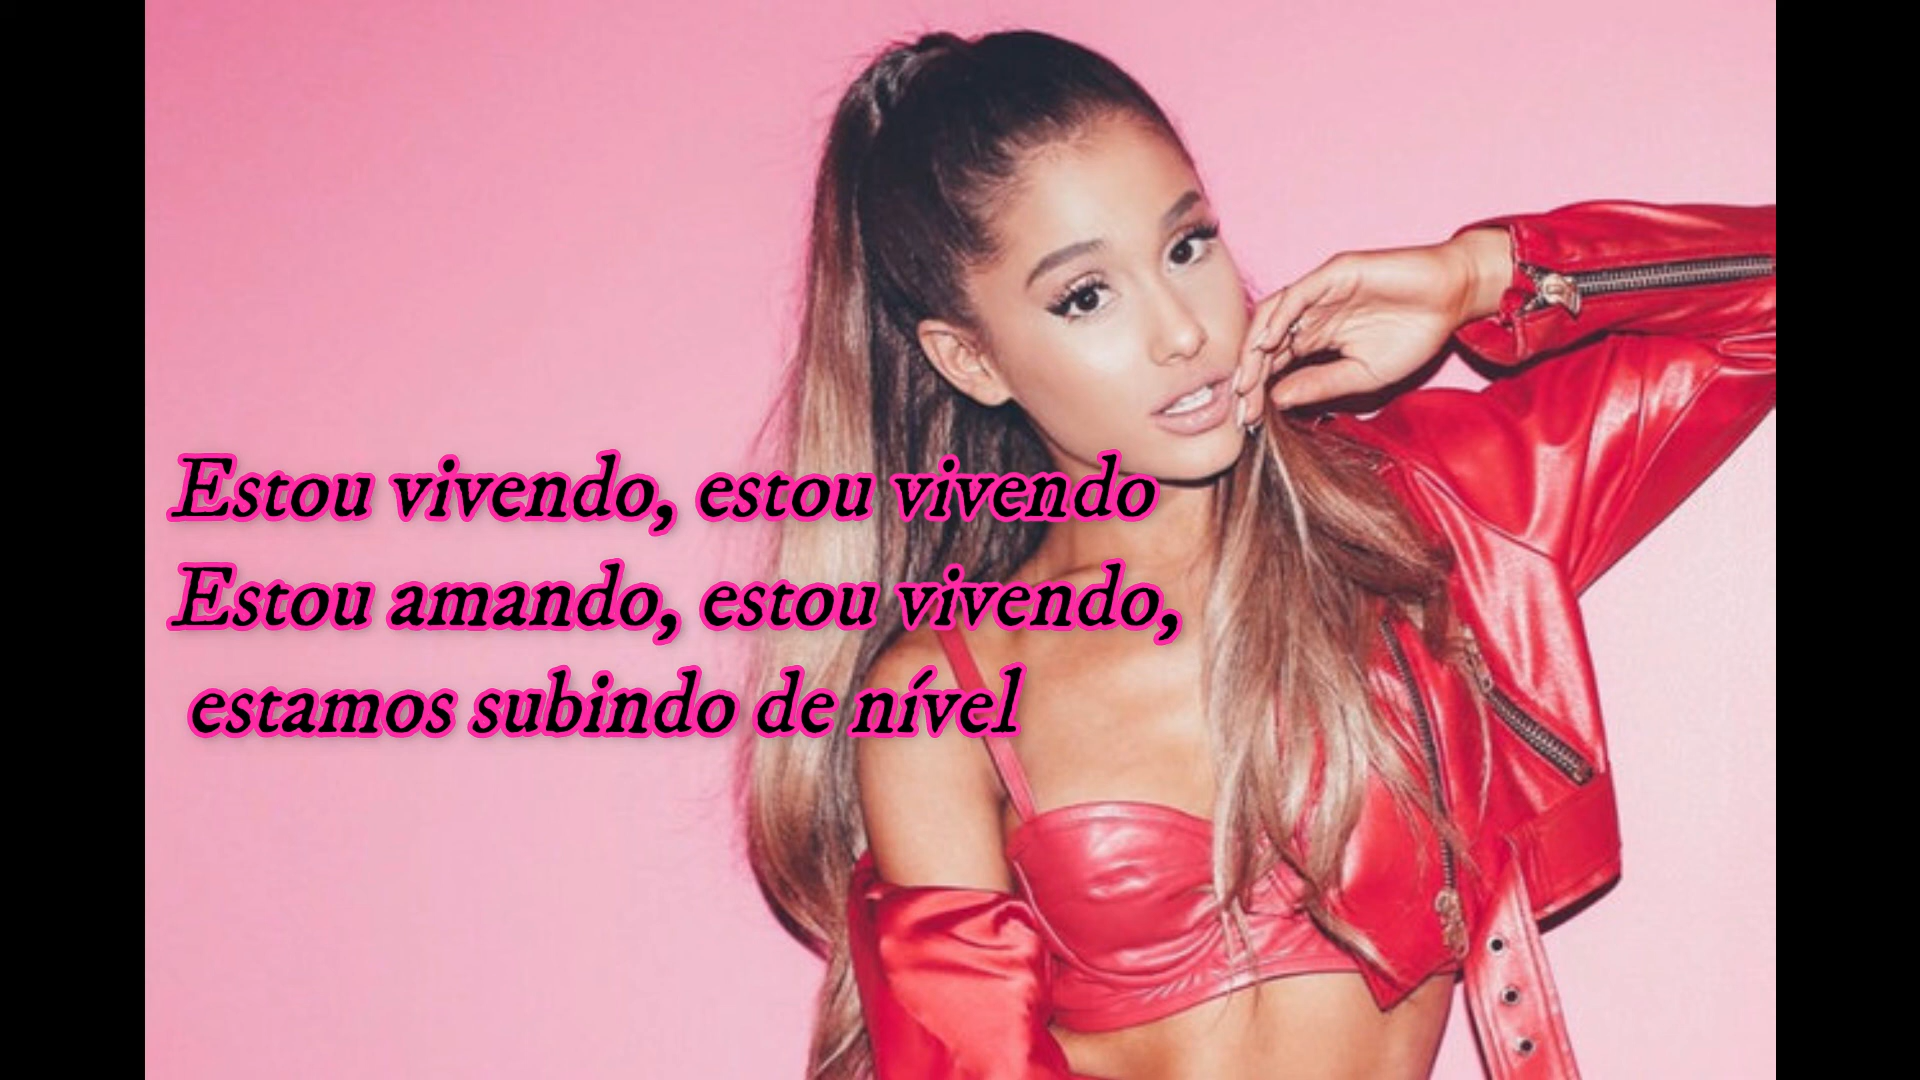 Estou vivendo, estou vivendo
Estou amando, estou vivendo,
estamos subindo de nível